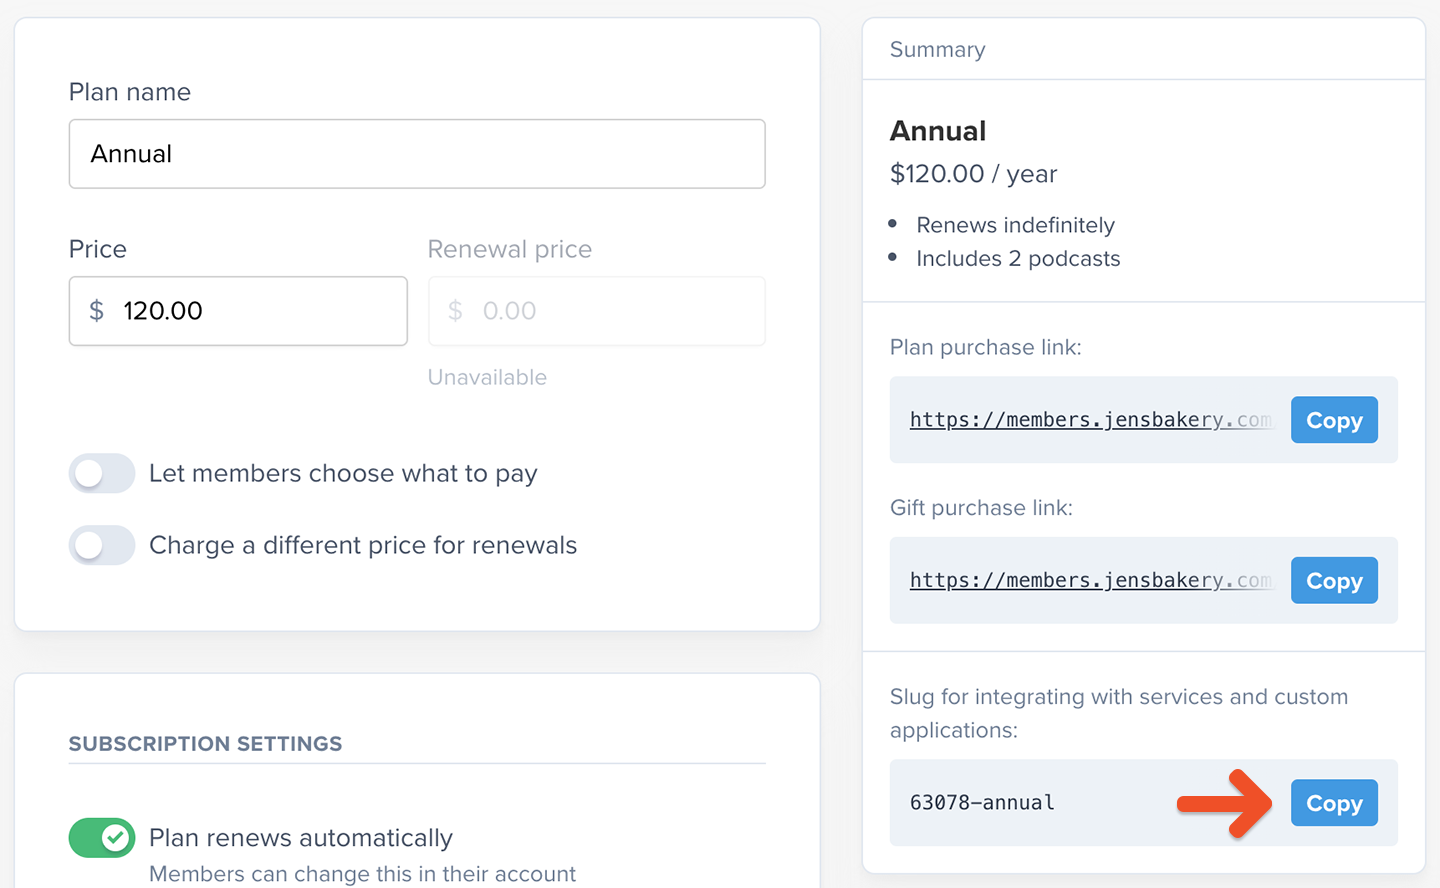 Plan name
Annual
Price
$ 120.00
Renewal price
$ 0.00
Unavailable
Let members choose what to pay
Charge a different price for renewals
SUBSCRIPTION SETTINGS
Plan renews automatically
Members can change this in their account
Summary
Annual
$120.00 / year
• Renews indefinitely
• Includes 2 podcasts
Plan purchase link:
https://members.jensbakery.com
Copy
Gift purchase link:
https://members.jensbakery.com
Copy
Slug for integrating with services and custom
applications:
63078-annual
Copy